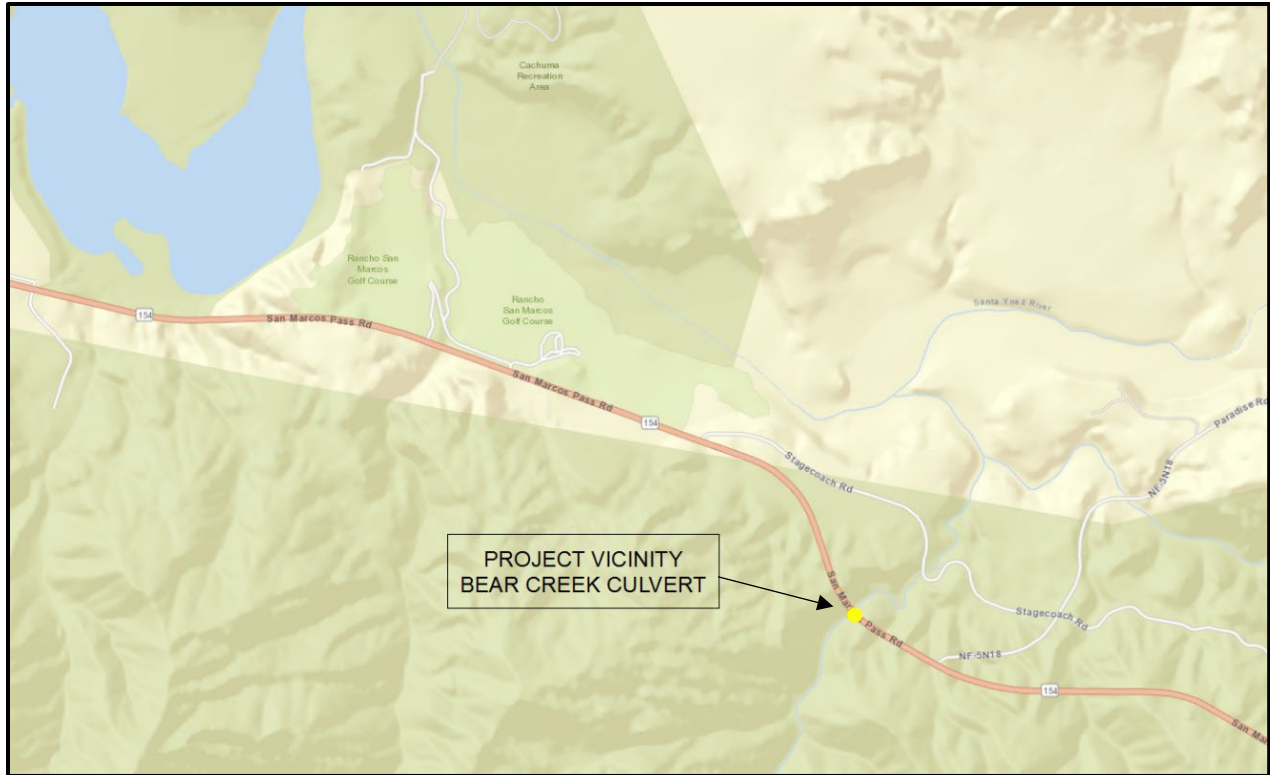 Cachuma
Recreation
Area
Rancho San
Marcos
Golf Course
Rancho
San Marcos
Golf Course
Santa Ynez River
154
San Marcos Pass Rd
San Marcos Pass Rd
154
Paradise Rd
NF-5N18
Stagecoach Rd
PROJECT VICINITY
BEAR CREEK CULVERT
San Mar Pass Rd
Stagecoach Rd
NF-5N18
154
San Mar